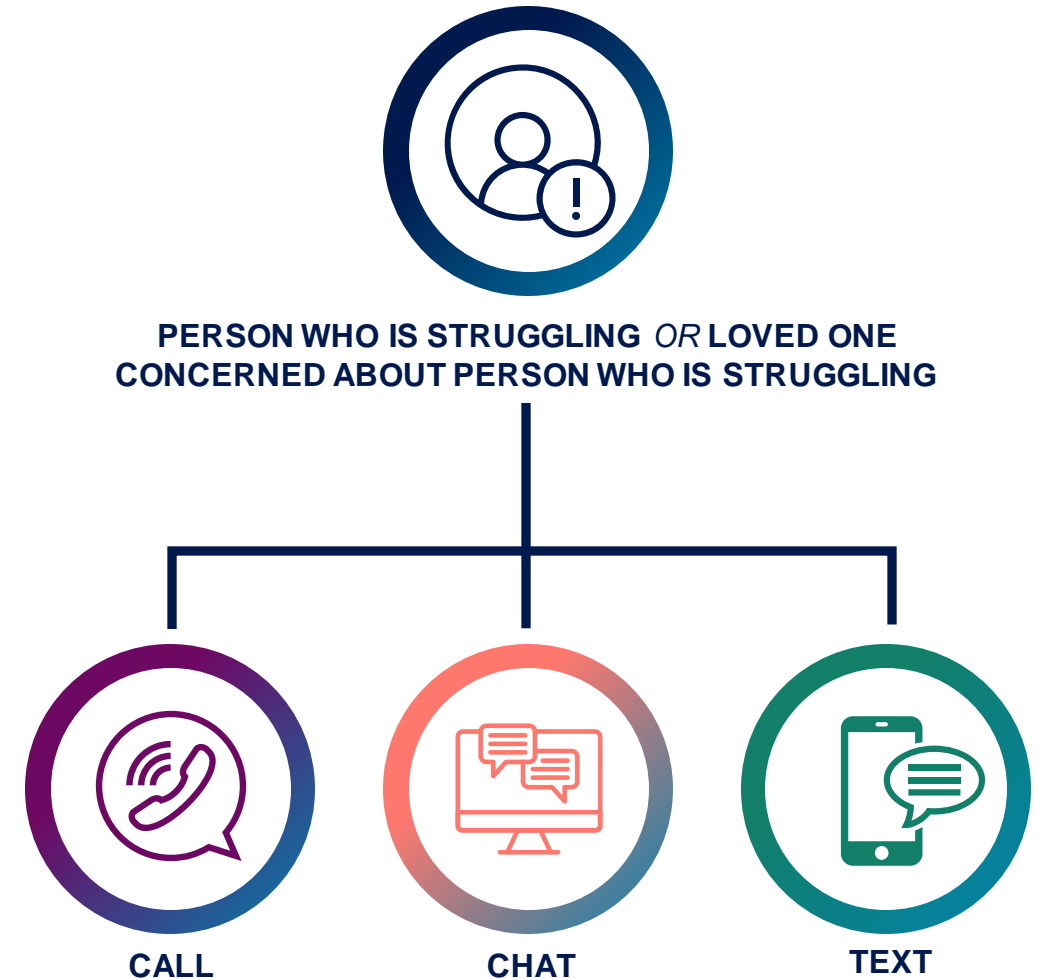 PERSON WHO IS STRUGGLING OR LOVED ONE
CONCERNED ABOUT PERSON WHO IS STRUGGLING
CALL
CHAT
TEXT